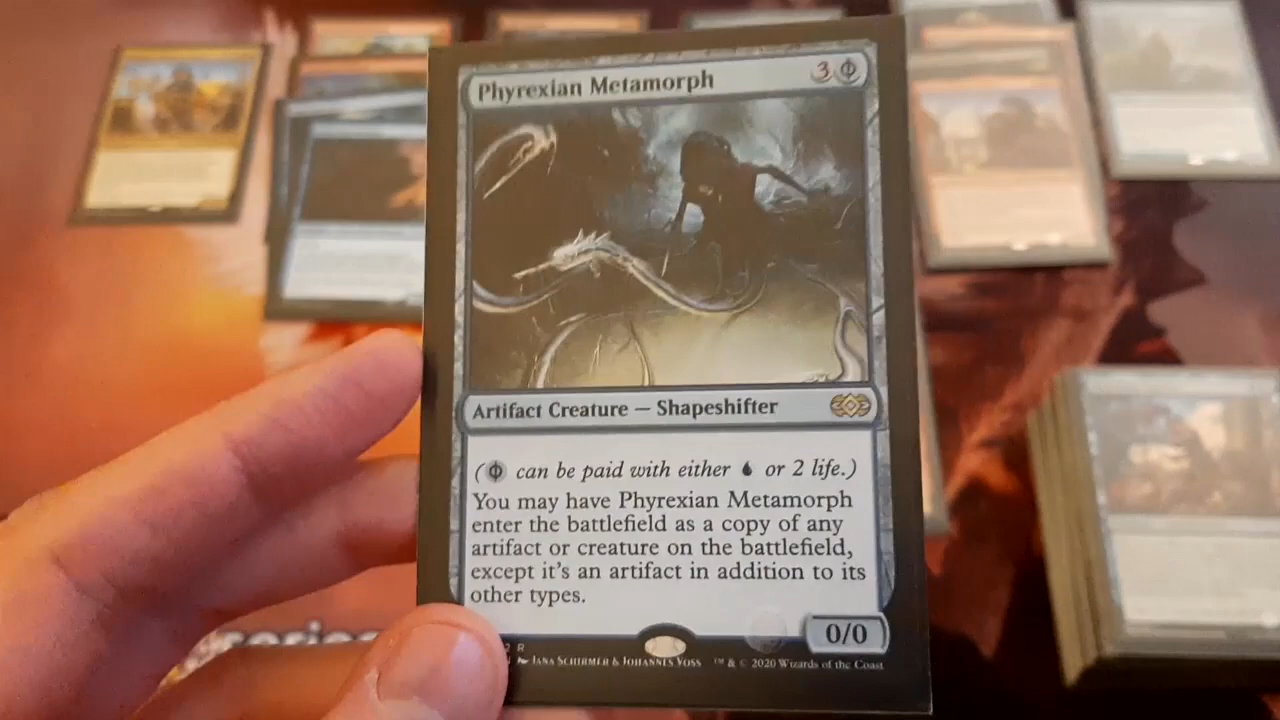 Phyrexian Metamorph 3
Artifact Creature — Shapeshifter
( can be paid with either or 2 life.)
You may have Phyrexian Metamorph
enter the battlefield as a copy of any
artifact or creature on the battlefield,
except it's an artifact in addition to its
other types.
0/0
R
Jana Schirmer & Johannes Voss ™ & © 2020 Wizards of the Coast